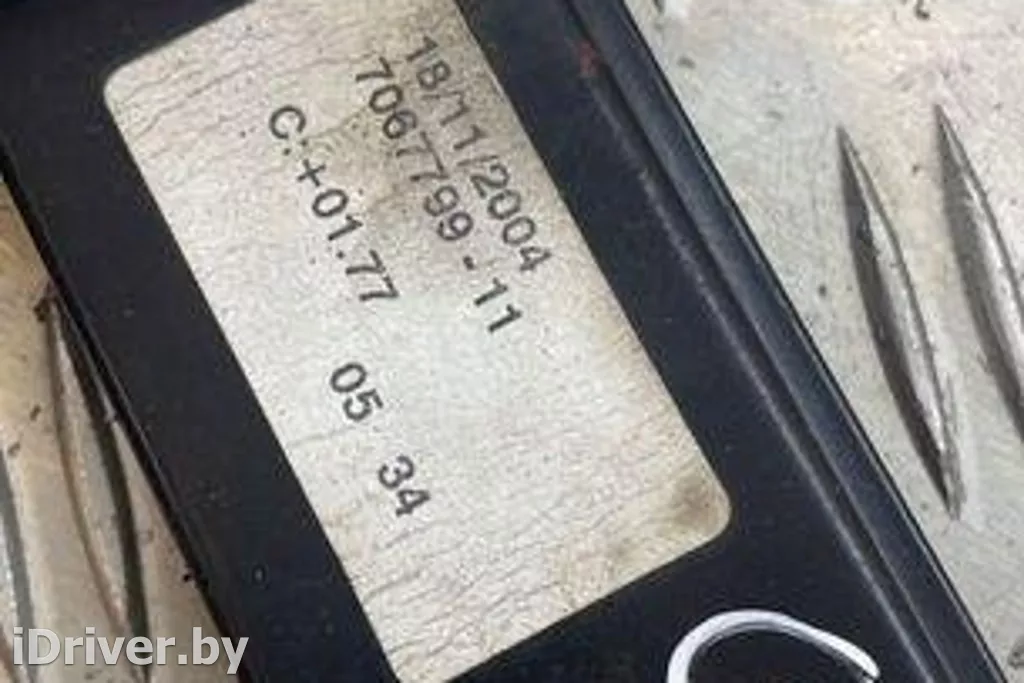 18/11/2004
7067799-11
C:+01.77 05 34
iDriver.by